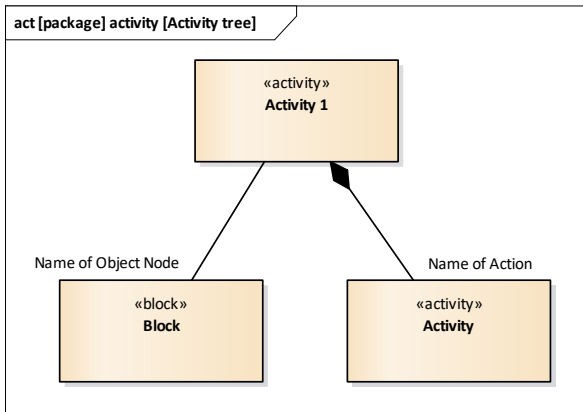 act [package] activity [Activity tree]
«activity»
Activity 1
Name of Object Node
Name of Action
«block»
Block
«activity»
Activity